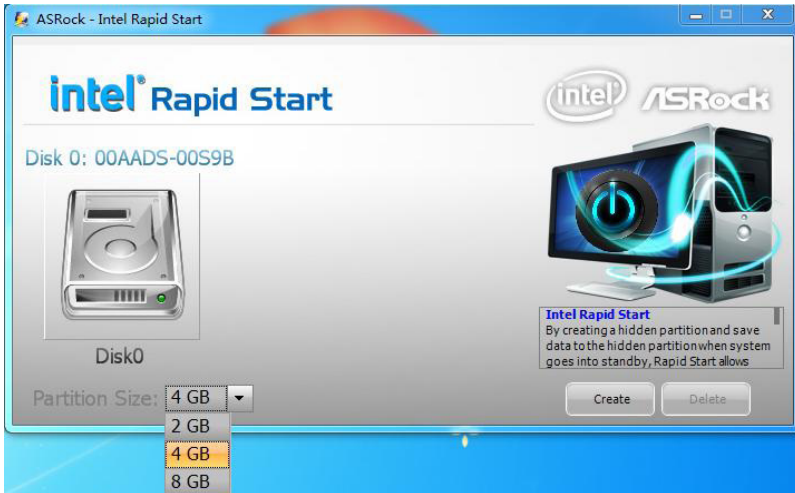 ASRock - Intel Rapid Start
intel® Rapid Start
intel ASRock
Disk 0: 00AADS-00S9B
Disk0
Intel Rapid Start
By creating a hidden partition and save
data to the hidden partition when system
goes into standby, Rapid Start allows
Partition Size: 4 GB
2 GB
4 GB
8 GB
Create
Delete